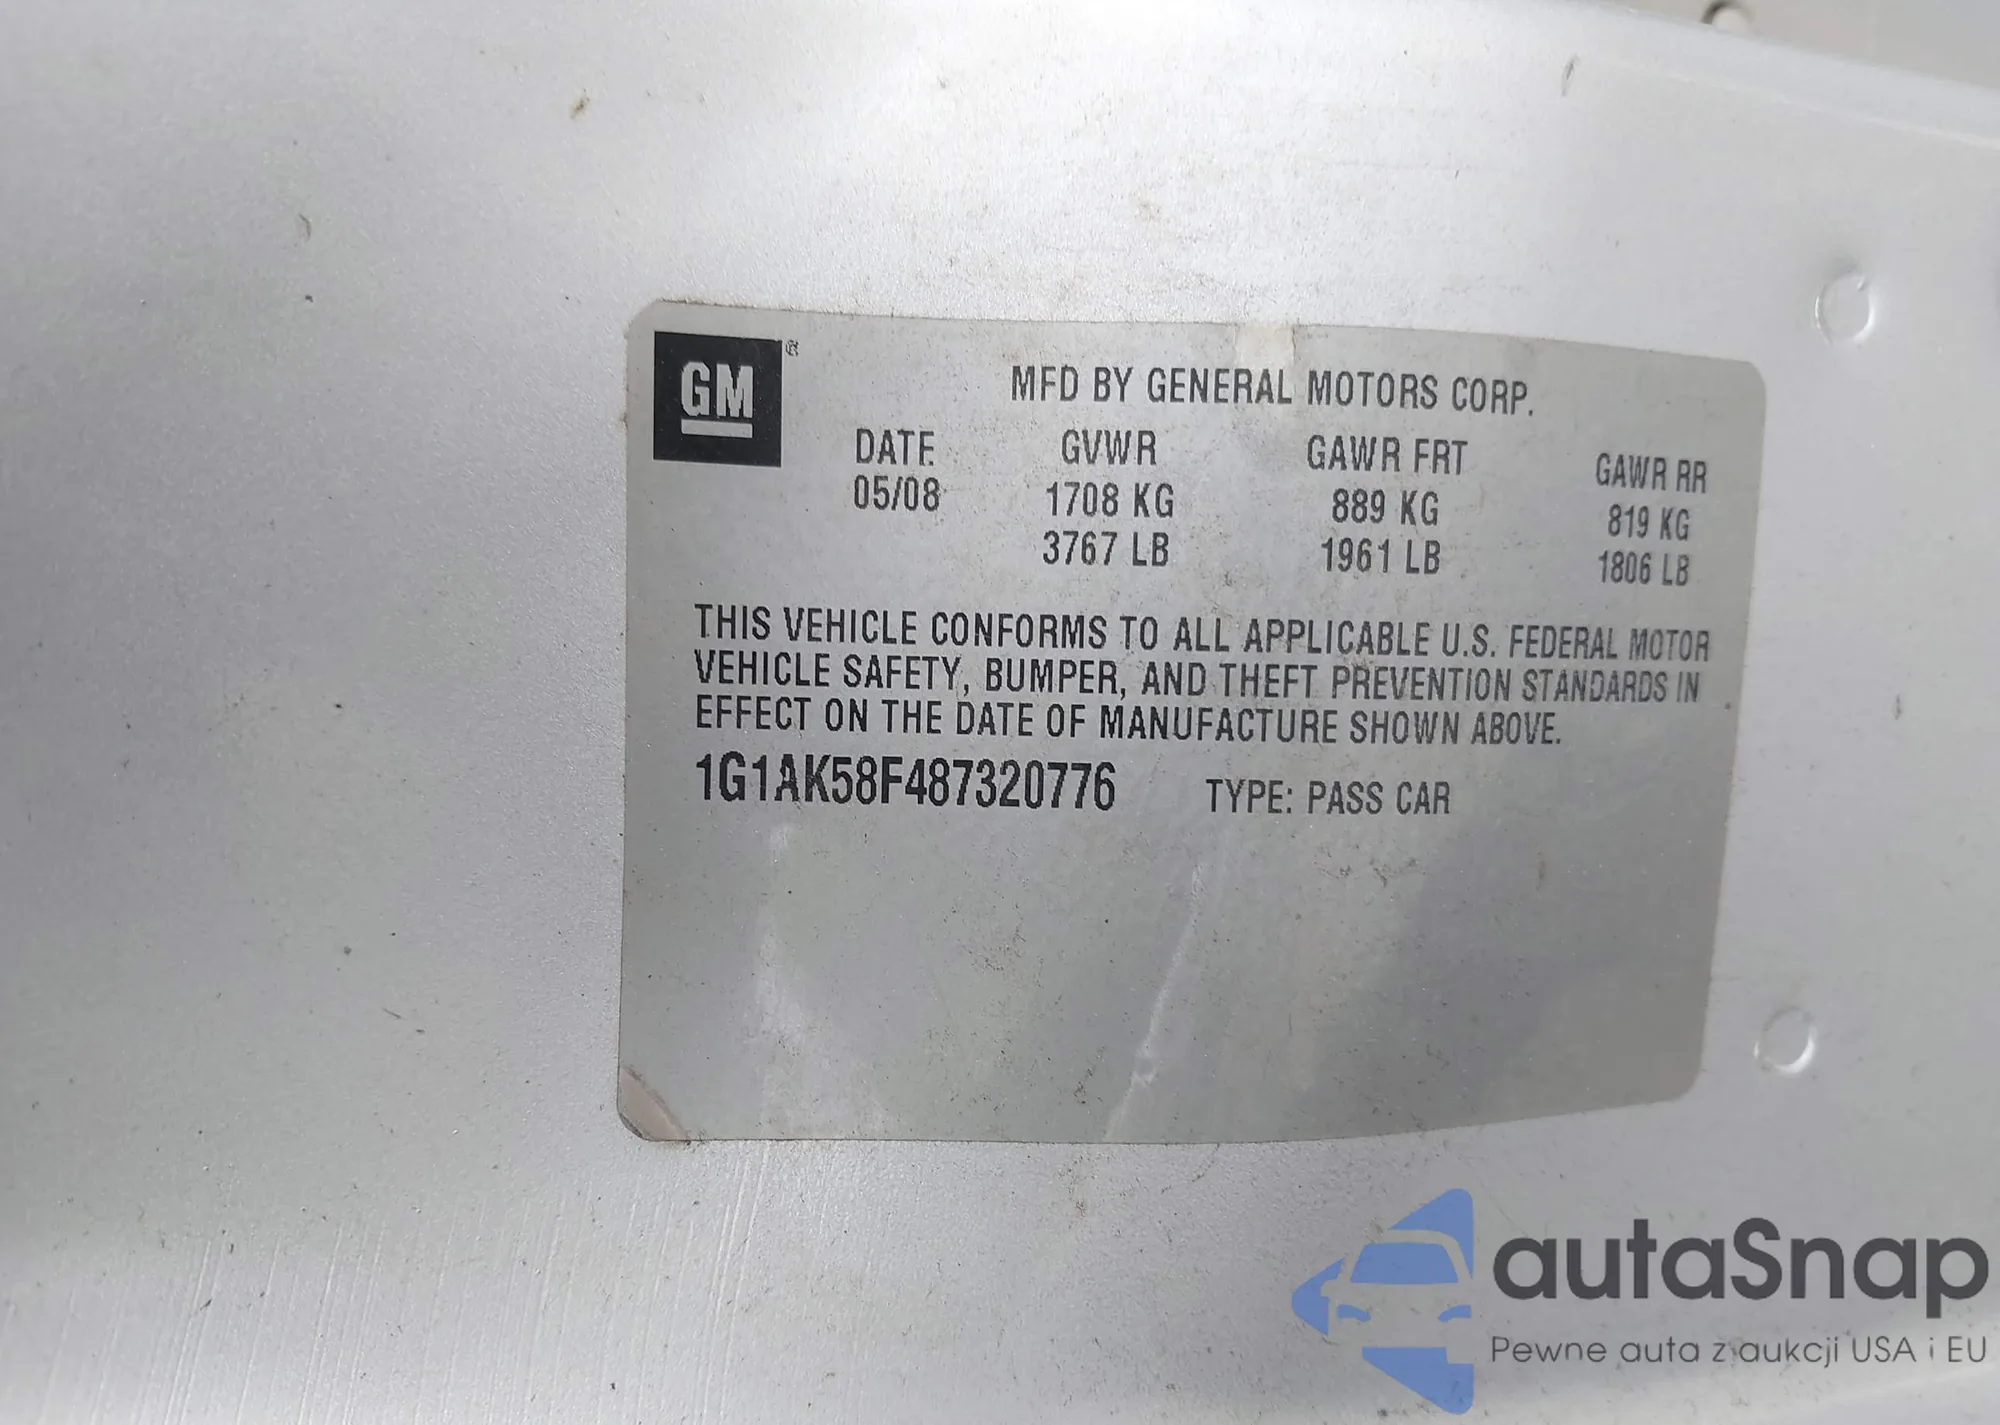 GM ®
MFD BY GENERAL MOTORS CORP.
DATE GVWR GAWR FRT GAWR RR
05/08 1708 KG 889 KG 819 KG
3767 LB 1961 LB 1806 LB
THIS VEHICLE CONFORMS TO ALL APPLICABLE U.S. FEDERAL MOTOR
VEHICLE SAFETY, BUMPER, AND THEFT PREVENTION STANDARDS IN
EFFECT ON THE DATE OF MANUFACTURE SHOWN ABOVE.
1G1AK58F487320776 TYPE: PASS CAR
autaSnap
Pewne auta z aukcji USA i EU